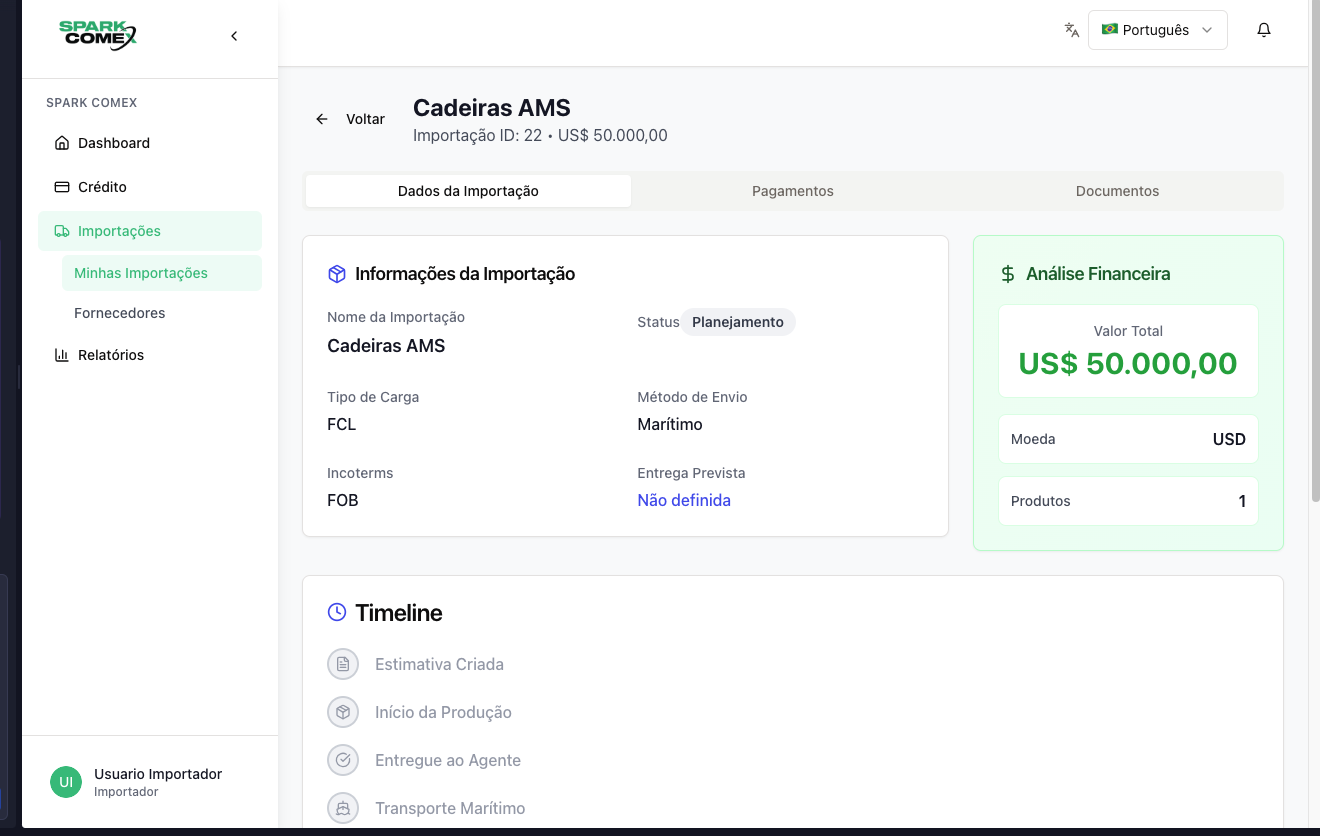 SPARK
COMEX
SPARK COMEX
Dashboard
Crédito
Importações
Minhas Importações
Fornecedores
Relatórios
UI
Usuario Importador
Importador
Português
Voltar
Cadeiras AMS
Importação ID: 22 • US$ 50.000,00
Dados da Importação
Pagamentos
Documentos
Informações da Importação
Nome da Importação
Cadeiras AMS
Status Planejamento
Tipo de Carga
FCL
Método de Envio
Marítimo
Incoterms
FOB
Entrega Prevista
Não definida
Análise Financeira
Valor Total
US$ 50.000,00
Moeda USD
Produtos 1
Timeline
Estimativa Criada
Início da Produção
Entregue ao Agente
Transporte Marítimo